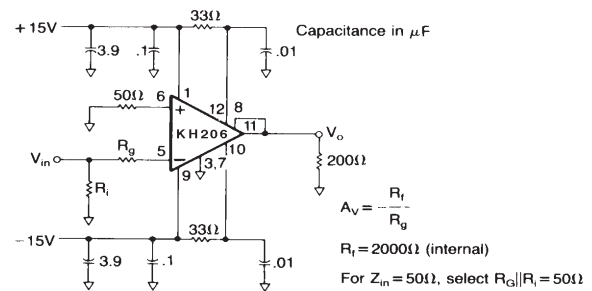 33Ω
+15V
Capacitance in μF
3.9
.1
.01
50Ω 6
1
12 8
+
KH206
11
Vo
Rg
5
−
10
Vin
3,7
200Ω
9
Ri
Av = − Rf / Rg
−15V
33Ω
Rf = 2000Ω (internal)
3.9
.1
.01
For Zin = 50Ω, select RG||Ri = 50Ω